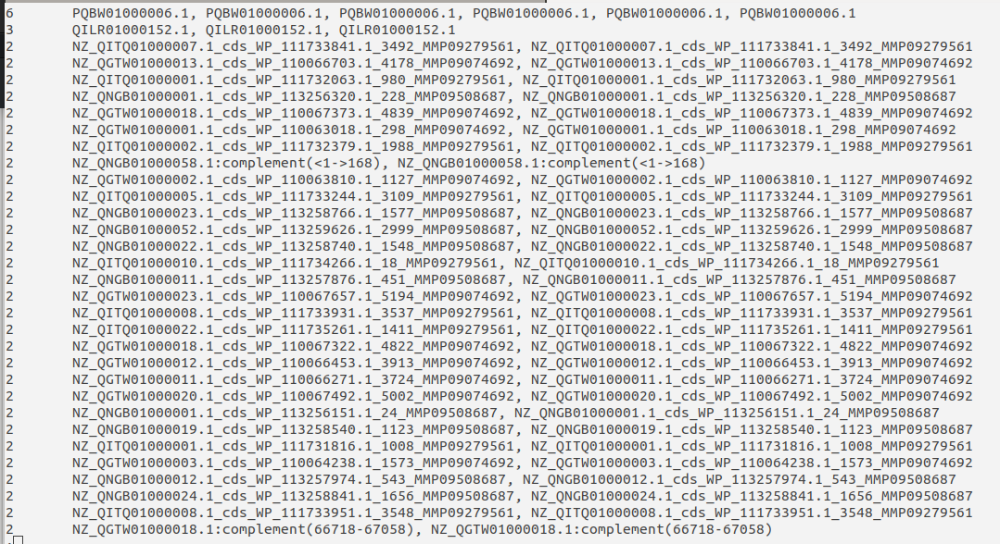 6 PQBW01000006.1, PQBW01000006.1, PQBW01000006.1, PQBW01000006.1, PQBW01000006.1, PQBW01000006.1
3 QILR01000152.1, QILR01000152.1, QILR01000152.1
2 NZ_QITQ01000007.1_cds_WP_111733841.1_3492_MMP09279561, NZ_QITQ01000007.1_cds_WP_111733841.1_3492_MMP09279561
2 NZ_QGTW01000013.1_cds_WP_110066703.1_4178_MMP09074692, NZ_QGTW01000013.1_cds_WP_110066703.1_4178_MMP09074692
2 NZ_QITQ01000001.1_cds_WP_111732063.1_980_MMP09279561, NZ_QITQ01000001.1_cds_WP_111732063.1_980_MMP09279561
2 NZ_QNGB01000001.1_cds_WP_113256320.1_228_MMP09508687, NZ_QNGB01000001.1_cds_WP_113256320.1_228_MMP09508687
2 NZ_QGTW01000018.1_cds_WP_110067373.1_4839_MMP09074692, NZ_QGTW01000018.1_cds_WP_110067373.1_4839_MMP09074692
2 NZ_QGTW01000001.1_cds_WP_110063018.1_298_MMP09074692, NZ_QGTW01000001.1_cds_WP_110063018.1_298_MMP09074692
2 NZ_QITQ01000002.1_cds_WP_111732379.1_1988_MMP09279561, NZ_QITQ01000002.1_cds_WP_111732379.1_1988_MMP09279561
2 NZ_QNGB01000058.1:complement(<1->168), NZ_QNGB01000058.1:complement(<1->168)
2 NZ_QGTW01000002.1_cds_WP_110063810.1_1127_MMP09074692, NZ_QGTW01000002.1_cds_WP_110063810.1_1127_MMP09074692
2 NZ_QITQ01000005.1_cds_WP_111733244.1_3109_MMP09279561, NZ_QITQ01000005.1_cds_WP_111733244.1_3109_MMP09279561
2 NZ_QNGB01000023.1_cds_WP_113258766.1_1577_MMP09508687, NZ_QNGB01000023.1_cds_WP_113258766.1_1577_MMP09508687
2 NZ_QNGB01000052.1_cds_WP_113259626.1_2999_MMP09508687, NZ_QNGB01000052.1_cds_WP_113259626.1_2999_MMP09508687
2 NZ_QNGB01000022.1_cds_WP_113258740.1_1548_MMP09508687, NZ_QNGB01000022.1_cds_WP_113258740.1_1548_MMP09508687
2 NZ_QITQ01000010.1_cds_WP_111734266.1_18_MMP09279561, NZ_QITQ01000010.1_cds_WP_111734266.1_18_MMP09279561
2 NZ_QNGB01000011.1_cds_WP_113257876.1_451_MMP09508687, NZ_QNGB01000011.1_cds_WP_113257876.1_451_MMP09508687
2 NZ_QGTW01000023.1_cds_WP_110067657.1_5194_MMP09074692, NZ_QGTW01000023.1_cds_WP_110067657.1_5194_MMP09074692
2 NZ_QITQ01000008.1_cds_WP_111733931.1_3537_MMP09279561, NZ_QITQ01000008.1_cds_WP_111733931.1_3537_MMP09279561
2 NZ_QITQ01000022.1_cds_WP_111735261.1_1411_MMP09279561, NZ_QITQ01000022.1_cds_WP_111735261.1_1411_MMP09279561
2 NZ_QGTW01000018.1_cds_WP_110067322.1_4822_MMP09074692, NZ_QGTW01000018.1_cds_WP_110067322.1_4822_MMP09074692
2 NZ_QGTW01000012.1_cds_WP_110066453.1_3913_MMP09074692, NZ_QGTW01000012.1_cds_WP_110066453.1_3913_MMP09074692
2 NZ_QGTW01000011.1_cds_WP_110066271.1_3724_MMP09074692, NZ_QGTW01000011.1_cds_WP_110066271.1_3724_MMP09074692
2 NZ_QGTW01000020.1_cds_WP_110067492.1_5002_MMP09074692, NZ_QGTW01000020.1_cds_WP_110067492.1_5002_MMP09074692
2 NZ_QNGB01000001.1_cds_WP_113256151.1_24_MMP09508687, NZ_QNGB01000001.1_cds_WP_113256151.1_24_MMP09508687
2 NZ_QNGB01000019.1_cds_WP_113258540.1_1123_MMP09508687, NZ_QNGB01000019.1_cds_WP_113258540.1_1123_MMP09508687
2 NZ_QITQ01000001.1_cds_WP_111731816.1_1008_MMP09279561, NZ_QITQ01000001.1_cds_WP_111731816.1_1008_MMP09279561
2 NZ_QGTW01000003.1_cds_WP_110064238.1_1573_MMP09074692, NZ_QGTW01000003.1_cds_WP_110064238.1_1573_MMP09074692
2 NZ_QNGB01000012.1_cds_WP_113257974.1_543_MMP09508687, NZ_QNGB01000012.1_cds_WP_113257974.1_543_MMP09508687
2 NZ_QNGB01000024.1_cds_WP_113258841.1_1656_MMP09508687, NZ_QNGB01000024.1_cds_WP_113258841.1_1656_MMP09508687
2 NZ_QITQ01000008.1_cds_WP_111733951.1_3548_MMP09279561, NZ_QITQ01000008.1_cds_WP_111733951.1_3548_MMP09279561
2 NZ_QGTW01000018.1:complement(66718-67058), NZ_QGTW01000018.1:complement(66718-67058)